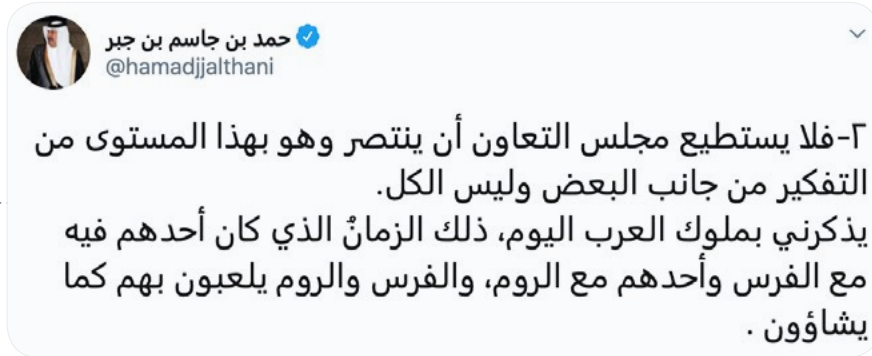 حمد بن جاسم بن جبر
@hamadjjalthani
٢-فلا يستطيع مجلس التعاون أن ينتصر وهو بهذا المستوى من
التفكير من جانب البعض وليس الكل.
يذكرني بملوك العرب اليوم، ذلك الزمانُ الذي كان أحدهم فيه
مع الفرس وأحدهم مع الروم، والفرس والروم يلعبون بهم كما
يشاؤون .